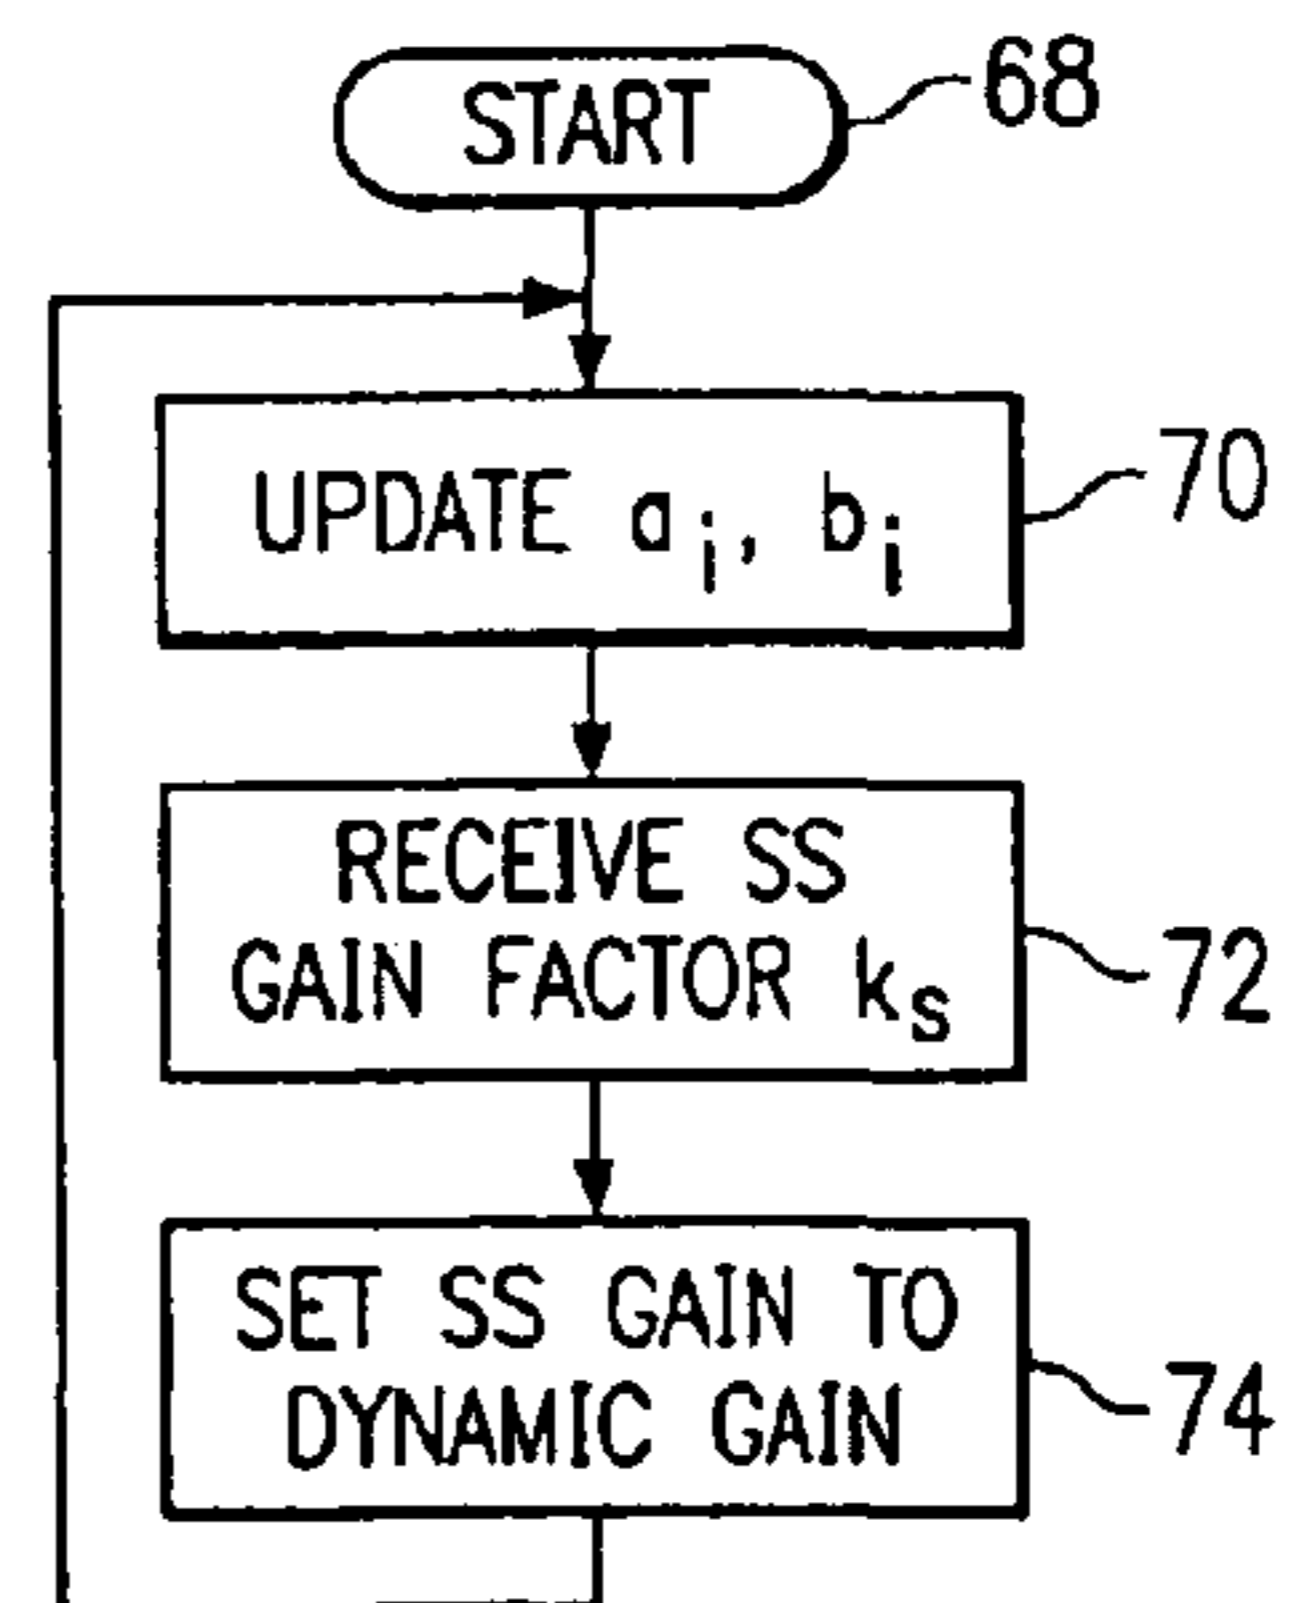 START
68
UPDATE a_i, b_i
70
RECEIVE SS
GAIN FACTOR k_s
72
SET SS GAIN TO
DYNAMIC GAIN
74